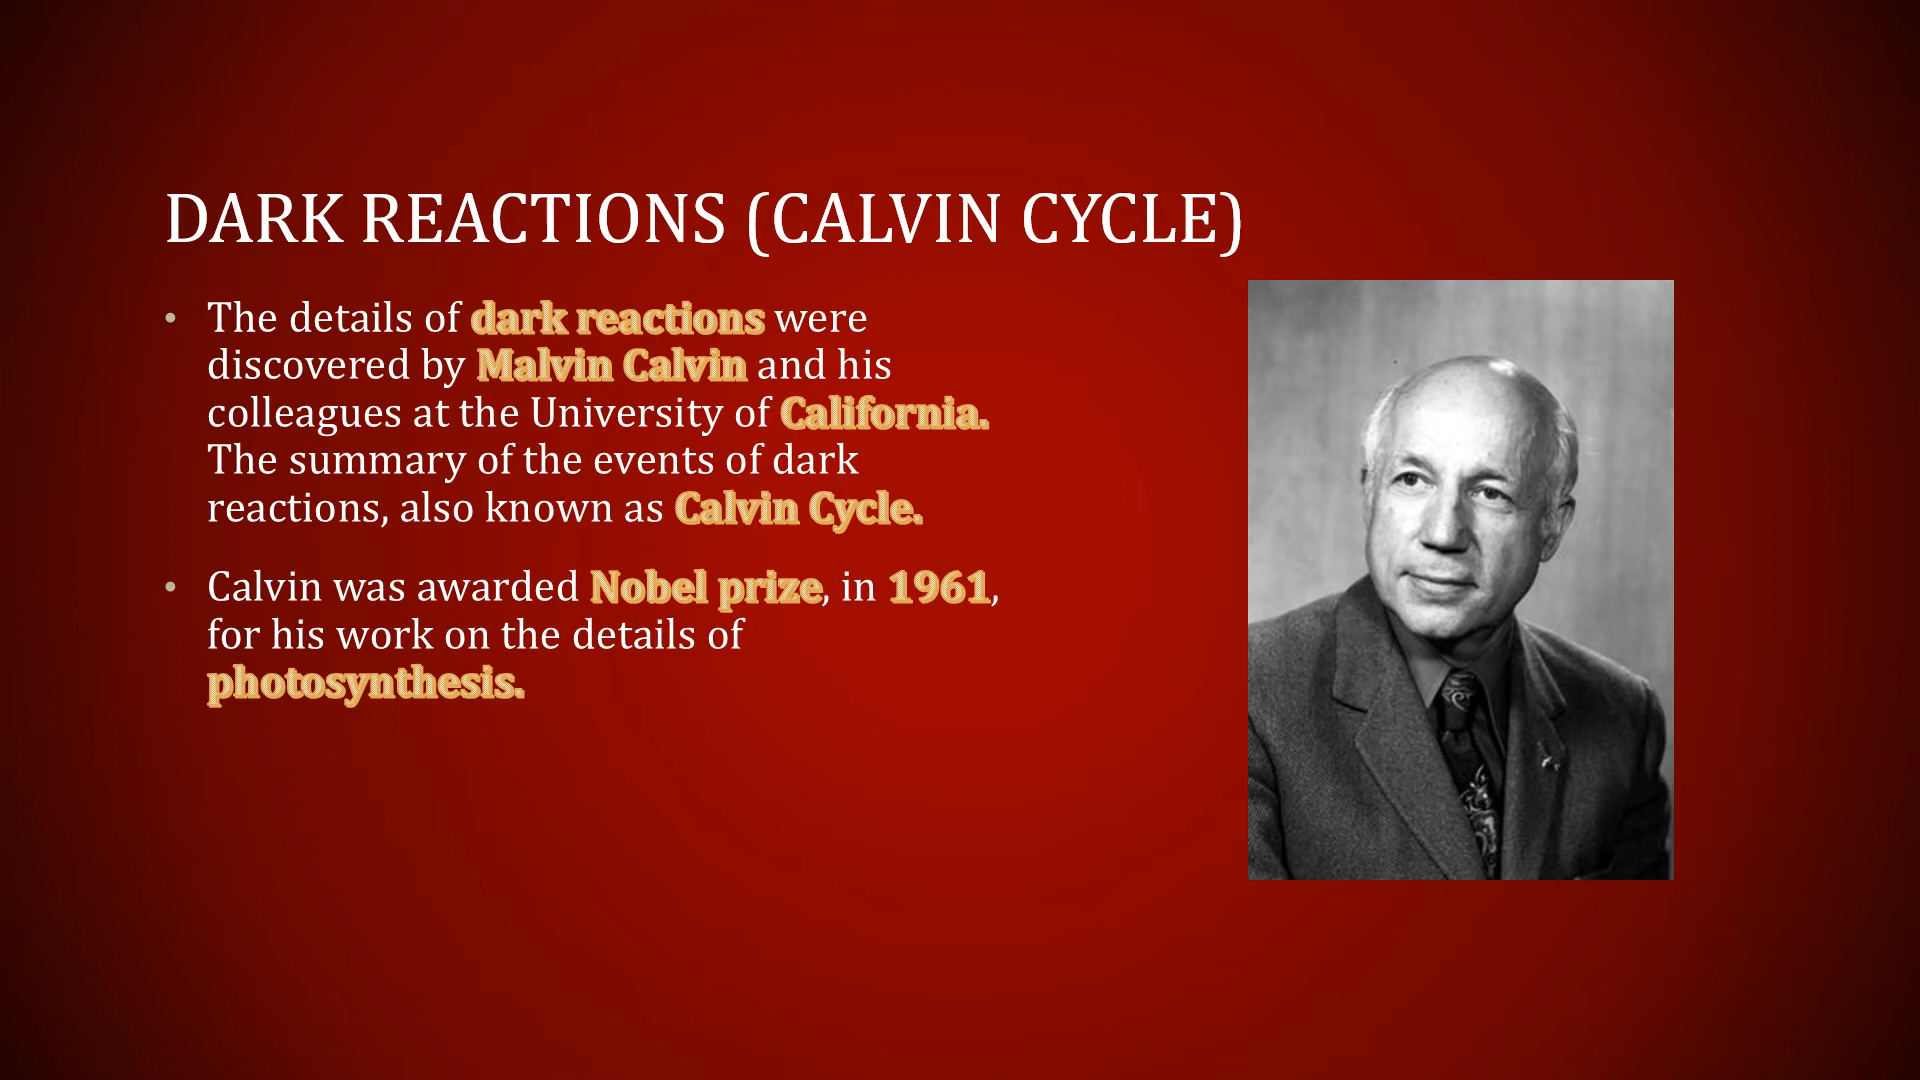 DARK REACTIONS (CALVIN CYCLE)
• The details of dark reactions were
discovered by Malvin Calvin and his
colleagues at the University of California.
The summary of the events of dark
reactions, also known as Calvin Cycle.
• Calvin was awarded Nobel prize, in 1961,
for his work on the details of
photosynthesis.